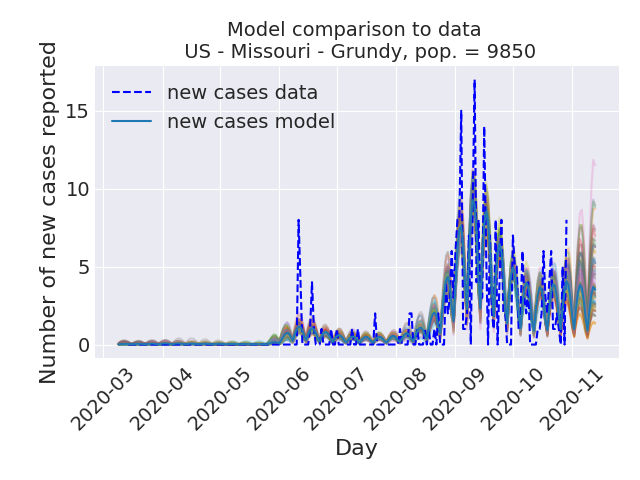 Model comparison to data
US - Missouri - Grundy, pop. = 9850
Number of new cases reported
new cases data
new cases model
15
10
5
0
2020-03
2020-04
2020-05
2020-06
2020-07
2020-08
2020-09
2020-10
2020-11
Day